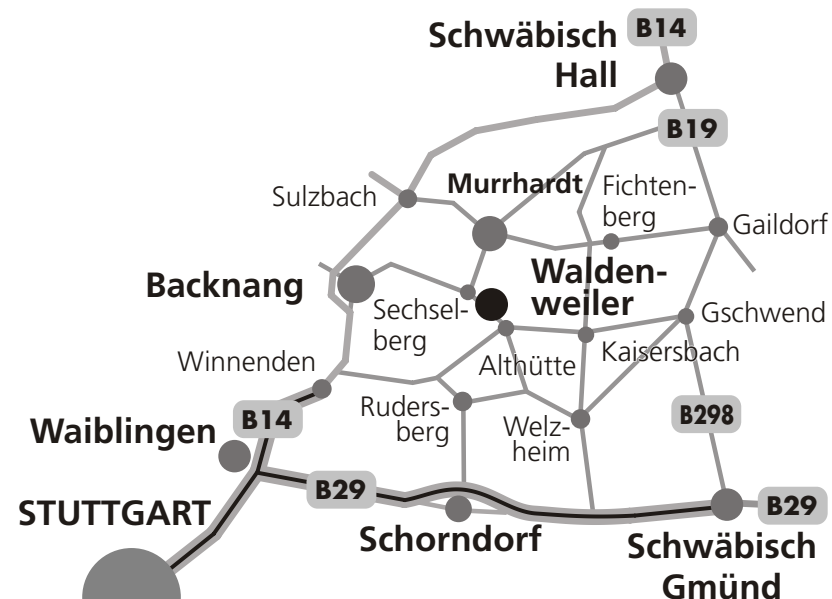 Schwäbisch
Hall
B14
B19
Murrhardt
Fichten-
berg
Sulzbach
Gaildorf
Backnang
Walden-
weiler
Sechsel-
berg
Gschwend
Winnenden
Althütte
Kaisersbach
Waiblingen
B14
Ruders-
berg
Welz-
heim
B298
B29
STUTTGART
B29
Schorndorf
Schwäbisch
Gmünd